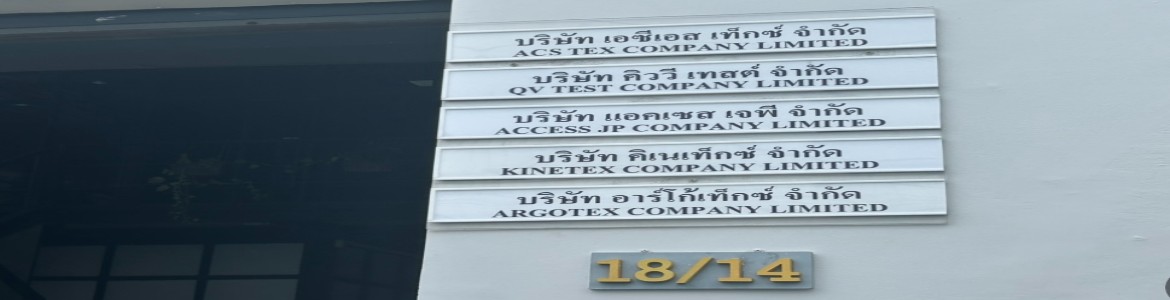 บริษัท เอซีเอส เท็กซ์ จำกัด
ACS TEX COMPANY LIMITED
บริษัท คิววี เทสต์ จำกัด
QV TEST COMPANY LIMITED
บริษัท แอคเซส เจพี จำกัด
ACCESS JP COMPANY LIMITED
บริษัท คิเนเท็กซ์ จำกัด
KINETEX COMPANY LIMITED
บริษัท อาร์โก้เท็กซ์ จำกัด
ARGOTEX COMPANY LIMITED
18/14